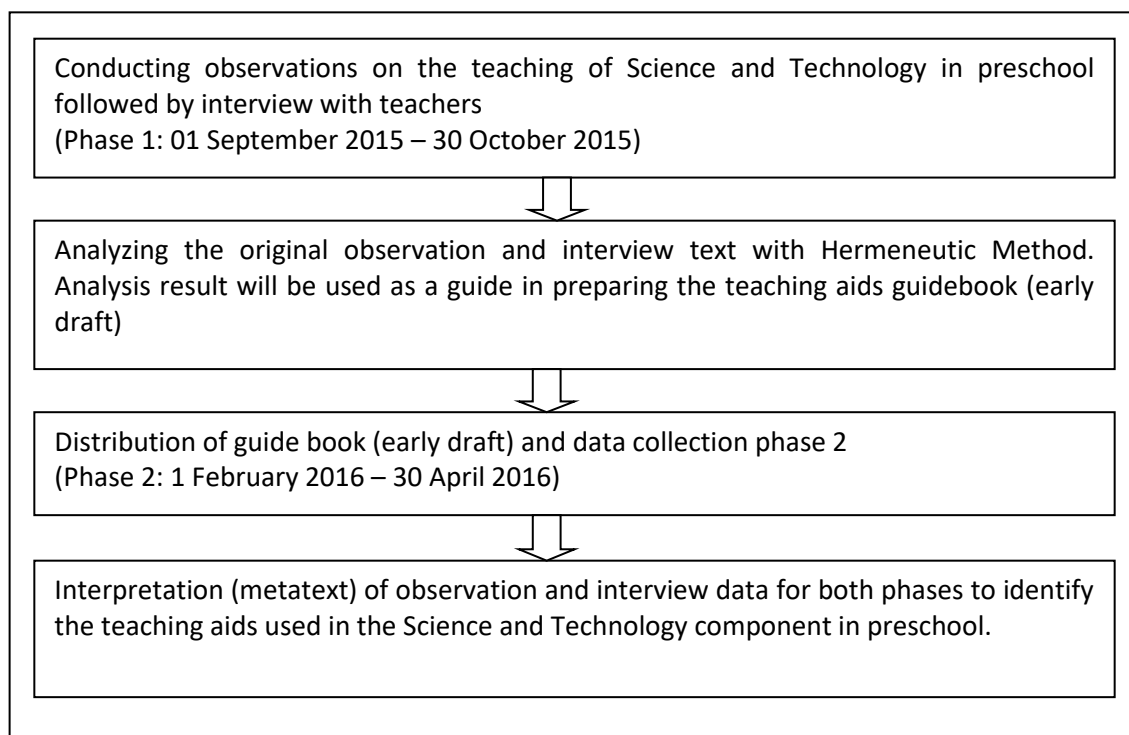 Conducting observations on the teaching of Science and Technology in preschool
followed by interview with teachers
(Phase 1: 01 September 2015 – 30 October 2015)
Analyzing the original observation and interview text with Hermeneutic Method.
Analysis result will be used as a guide in preparing the teaching aids guidebook (early
draft)
Distribution of guide book (early draft) and data collection phase 2
(Phase 2: 1 February 2016 – 30 April 2016)
Interpretation (metatext) of observation and interview data for both phases to identify
the teaching aids used in the Science and Technology component in preschool.